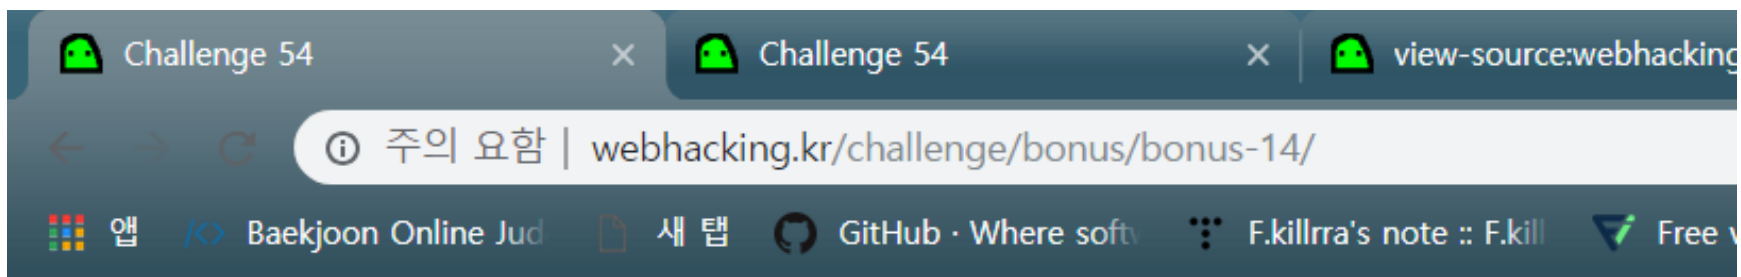 Challenge 54 × Challenge 54 × view-source:webhacking
주의 요함 | webhacking.kr/challenge/bonus/bonus-14/
앱 Baekjoon Online Jud 새 탭 GitHub · Where soft F.killrra's note :: F.kill Free